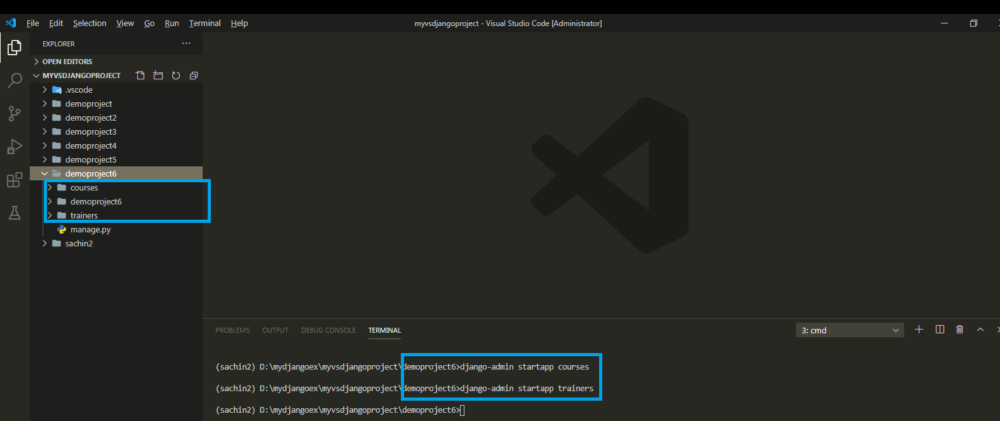 File Edit Selection View Go Run Terminal Help myvsdjangoproject - Visual Studio Code [Administrator]
EXPLORER
OPEN EDITORS
MYVSDJANGOPROJECT
.vscode
demoproject
demoproject2
demoproject3
demoproject4
demoproject5
demoproject6
courses
demoproject6
trainers
manage.py
sachin2
PROBLEMS OUTPUT DEBUG CONSOLE TERMINAL 3: cmd
(sachin2) D:\mydjangoex\myvsdjangoproject\demoproject6>django-admin startapp courses
(sachin2) D:\mydjangoex\myvsdjangoproject\demoproject6>django-admin startapp trainers
(sachin2) D:\mydjangoex\myvsdjangoproject\demoproject6>